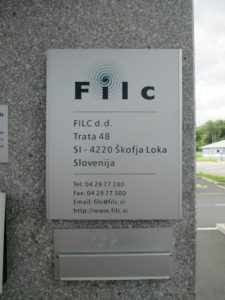 Filc
FILC d.d.
Trata 48
SI - 4220 Škofja Loka
Slovenija
Tel: 04 29 77 200
Fax: 04 29 77 300
Email: filc@filc.si
http://www.filc.si